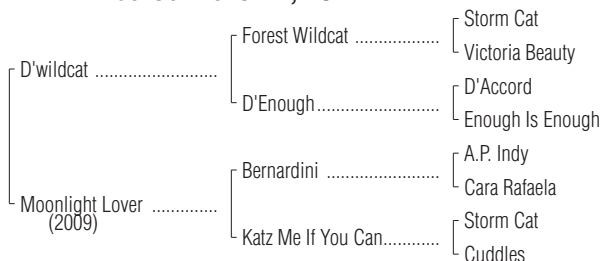 Storm Cat
Forest Wildcat ....................
Victoria Beauty
D'wildcat .............................
D'Accord
D'Enough.............................
Enough Is Enough
A.P. Indy
Bernardini ...........................
Cara Rafaela
Moonlight Lover ................
(2009)
Storm Cat
Katz Me If You Can.............
Cuddles